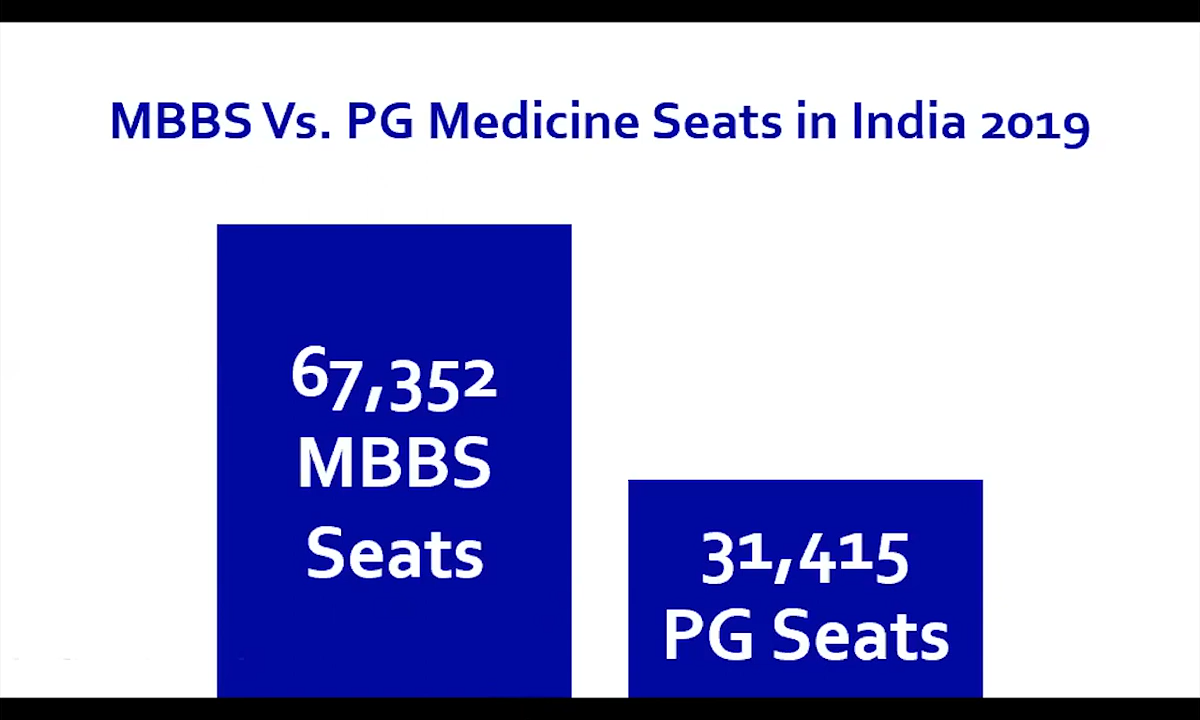 MBBS Vs. PG Medicine Seats in India 2019
67,352
MBBS
Seats
31,415
PG Seats